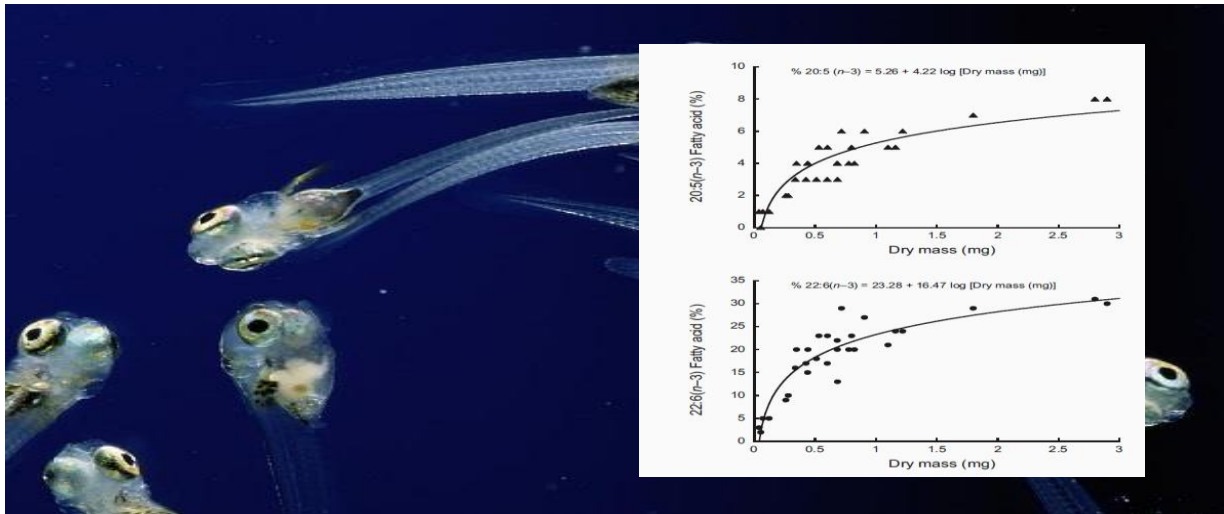 % 20:5 (n–3) = 5.26 + 4.22 log [Dry mass (mg)]
20:5(n–3) Fatty acid (%)
10
8
6
4
2
0
0 0.5 1 1.5 2 2.5 3
Dry mass (mg)
% 22:6(n–3) = 23.28 + 16.47 log [Dry mass (mg)]
22:6(n–3) Fatty acid (%)
35
30
25
20
15
10
5
0
0 0.5 1 1.5 2 2.5 3
Dry mass (mg)